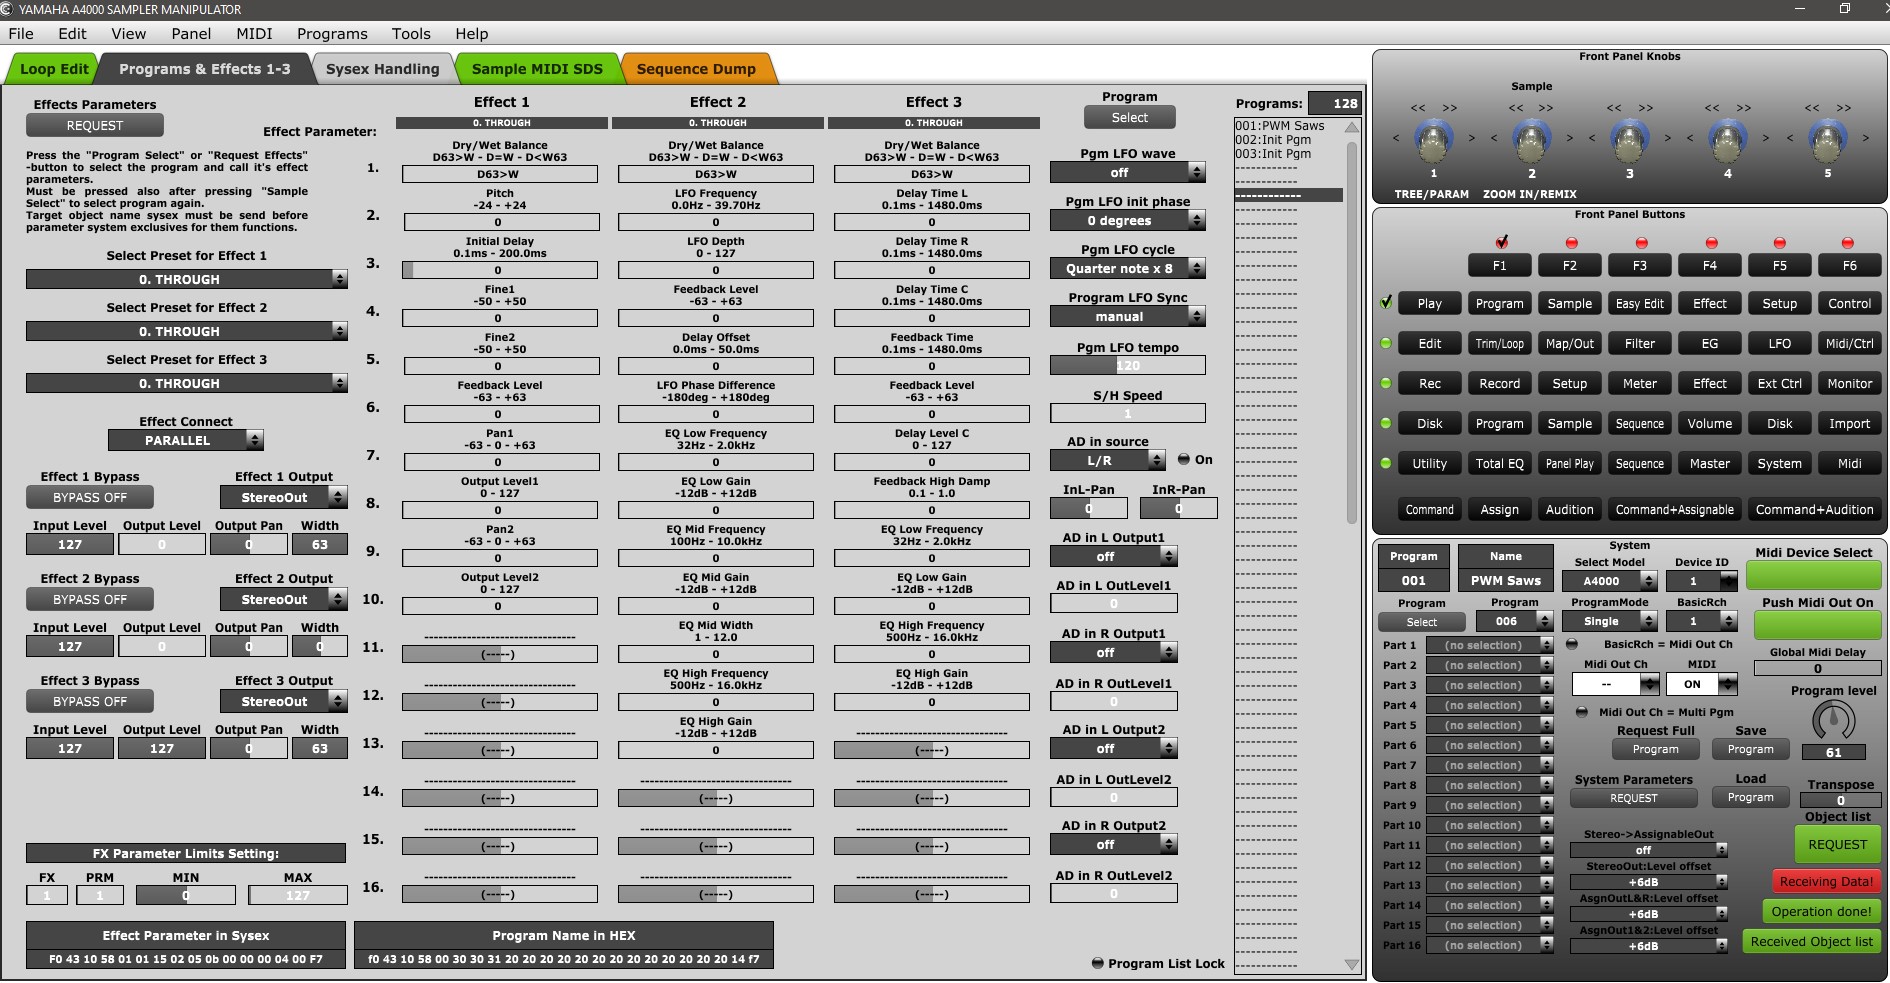 YAMAHA A4000 SAMPLER MANIPULATOR
File Edit View Panel MIDI Programs Tools Help
Loop Edit Programs & Effects 1-3 Sysex Handling Sample MIDI SDS Sequence Dump
Effects Parameters
REQUEST
Press the "Program Select" or "Request Effects"
-button to select the program and call it's effect
parameters.
Must be pressed also after pressing "Sample
Select" to select program again.
Target object name sysex must be send before
parameter system exclusives for them functions.
Select Preset for Effect 1
0. THROUGH
Select Preset for Effect 2
0. THROUGH
Select Preset for Effect 3
0. THROUGH
Effect Connect
PARALLEL
Effect 1 Bypass Effect 1 Output
BYPASS OFF StereoOut
Input Level Output Level Output Pan Width
127 0 0 63
Effect 2 Bypass Effect 2 Output
BYPASS OFF StereoOut
Input Level Output Level Output Pan Width
127 0 0 0
Effect 3 Bypass Effect 3 Output
BYPASS OFF StereoOut
Input Level Output Level Output Pan Width
127 127 0 63
FX Parameter Limits Setting:
FX PRM MIN MAX
1 1 0 127
Effect Parameter in Sysex
F0 43 10 58 01 01 15 02 05 0b 00 00 00 04 00 F7
Program Name in HEX
f0 43 10 58 00 30 30 31 20 20 20 20 20 20 20 20 20 20 20 20 20 14 f7
Effect Parameter:
Effect 1 Effect 2 Effect 3
0. THROUGH 0. THROUGH 0. THROUGH
Dry/Wet Balance Dry/Wet Balance Dry/Wet Balance
1. D63>W - D=W - D<W63 D63>W - D=W - D<W63 D63>W - D=W - D<W63
D63>W D63>W D63>W
Pitch LFO Frequency Delay Time L
2. -24 - +24 0.0Hz - 39.70Hz 0.1ms - 1480.0ms
0 0 0
Initial Delay LFO Depth Delay Time R
3. 0.1ms - 200.0ms 0 - 127 0.1ms - 1480.0ms
0 0 0
Fine1 Feedback Level Delay Time C
4. -50 - +50 -63 - +63 0.1ms - 1480.0ms
0 0 0
Fine2 Delay Offset Feedback Time
5. -50 - +50 0.0ms - 50.0ms 0.1ms - 1480.0ms
0 0 0
Feedback Level LFO Phase Difference Feedback Level
6. -63 - +63 -180deg - +180deg -63 - +63
0 0 0
Pan1 EQ Low Frequency Delay Level C
7. -63 - 0 - +63 32Hz - 2.0kHz 0 - 127
0 0 0
Output Level1 EQ Low Gain Feedback High Damp
8. 0 - 127 -12dB - +12dB 0.1 - 1.0
0 0 0
Pan2 EQ Mid Frequency EQ Low Frequency
9. -63 - 0 - +63 100Hz - 10.0kHz 32Hz - 2.0kHz
0 0 0
Output Level2 EQ Mid Gain EQ Low Gain
10. 0 - 127 -12dB - +12dB -12dB - +12dB
0 0 0
EQ Mid Width EQ High Frequency
11. ------------------------------ 1 - 12.0 500Hz - 16.0kHz
(-----) 0 0
EQ High Frequency EQ High Gain
12. ------------------------------ 500Hz - 16.0kHz -12dB - +12dB
(-----) 0 0
EQ High Gain
13. ------------------------------ -12dB - +12dB ------------------------------
(-----) 0 (-----)
14. ------------------------------ ------------------------------ ------------------------------
(-----) (-----) (-----)
15. ------------------------------ ------------------------------ ------------------------------
(-----) (-----) (-----)
16. ------------------------------ ------------------------------ ------------------------------
(-----) (-----) (-----)
Program
Select
Pgm LFO wave
off
Pgm LFO init phase
0 degrees
Pgm LFO cycle
Quarter note x 8
Program LFO Sync
manual
Pgm LFO tempo
120
S/H Speed
1
AD in source
L/R On
InL-Pan InR-Pan
0 0
AD in L Output1
off
AD in L OutLevel1
0
AD in R Output1
off
AD in R OutLevel1
0
AD in L Output2
off
AD in L OutLevel2
0
AD in R Output2
off
AD in R OutLevel2
0
Program List Lock
Programs: 128
001:PWM Saws
002:Init Pgm
003:Init Pgm
Front Panel Knobs
Sample
<< >> << >> << >> << >> << >>
< > < > < > < > < >
1 2 3 4 5
TREE/PARAM ZOOM IN/REMIX
Front Panel Buttons
F1 F2 F3 F4 F5 F6
Play Program Sample Easy Edit Effect Setup Control
Edit Trim/Loop Map/Out Filter EG LFO Midi/Ctrl
Rec Record Setup Meter Effect Ext Ctrl Monitor
Disk Program Sample Sequence Volume Disk Import
Utility Total EQ Panel Play Sequence Master System Midi
Command Assign Audition Command+Assignable Command+Audition
Program Name System Midi Device Select
001 PWM Saws Select Model Device ID
A4000 1
Program Program ProgramMode BasicRch Push Midi Out On
Select 006 Single 1
Part 1 (no selection)
Part 2 (no selection)
Part 3 (no selection)
Part 4 (no selection)
Part 5 (no selection)
Part 6 (no selection)
Part 7 (no selection)
Part 8 (no selection)
Part 9 (no selection)
Part 10 (no selection)
Part 11 (no selection)
Part 12 (no selection)
Part 13 (no selection)
Part 14 (no selection)
Part 15 (no selection)
Part 16 (no selection)
BasicRch = Midi Out Ch
Midi Out Ch MIDI
-- ON
Midi Out Ch = Multi Pgm
Request Full Save
Program Program
System Parameters Load
REQUEST Program
Stereo->AssignableOut
off
StereoOut:Level offset
+6dB
AsgnOutL&R:Level offset
+6dB
AsgnOut1&2:Level offset
+6dB
Global Midi Delay
0
Program level
61
Transpose
0
Object list
REQUEST
Receiving Data!
Operation done!
Received Object list